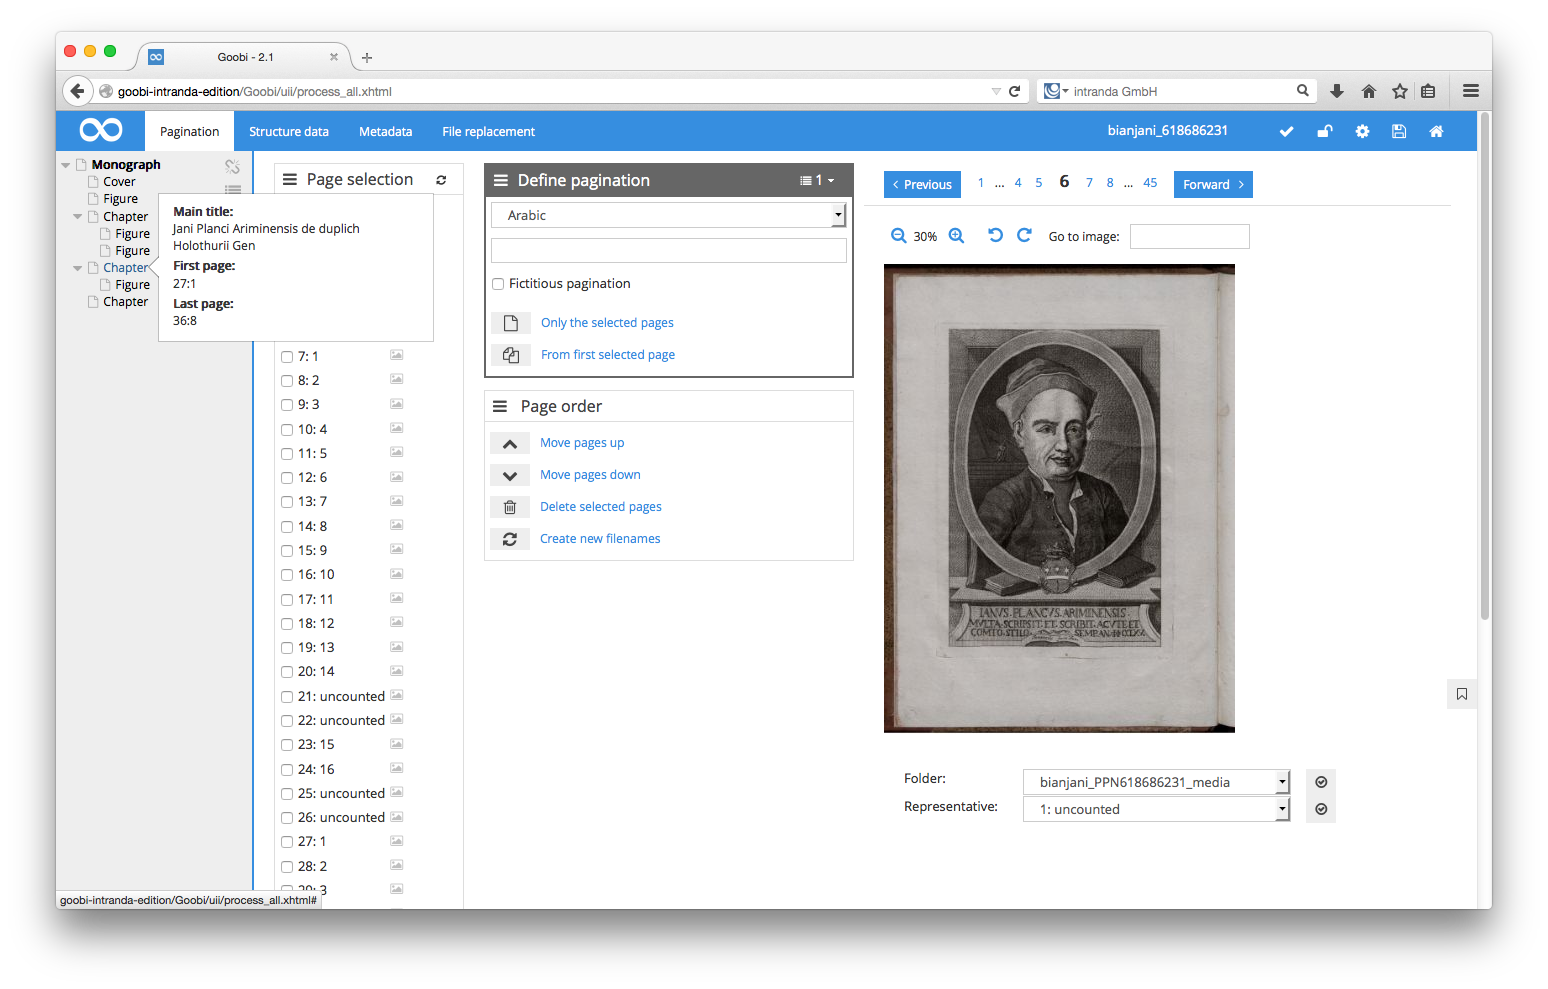 Goobi - 2.1
goobi-intranda-edition/Goobi/uii/process_all.xhtml
intranda GmbH
Pagination
Structure data
Metadata
File replacement
bianjani_618686231
Monograph
Cover
Figure
Chapter
Figure
Figure
Chapter
Figure
Chapter
Main title:
Jani Planci Ariminensis de duplich
Holothurii Gen
First page:
27:1
Last page:
36:8
Page selection
7: 1
8: 2
9: 3
10: 4
11: 5
12: 6
13: 7
14: 8
15: 9
16: 10
17: 11
18: 12
19: 13
20: 14
21: uncounted
22: uncounted
23: 15
24: 16
25: uncounted
26: uncounted
27: 1
28: 2
29: 3
Define pagination
1
Arabic
Fictitious pagination
Only the selected pages
From first selected page
Page order
Move pages up
Move pages down
Delete selected pages
Create new filenames
Previous 1 ... 4 5 6 7 8 ... 45 Forward
30%
Go to image:
IANVS·PLANCVS·ARIMINENSIS·
MVLTA·SCRIPSIT·ET·SCRIBIT·ACVTE·ET
COMTO·STILO·
Folder:
bianjani_PPN618686231_media
Representative:
1: uncounted
goobi-intranda-edition/Goobi/uii/process_all.xhtml#